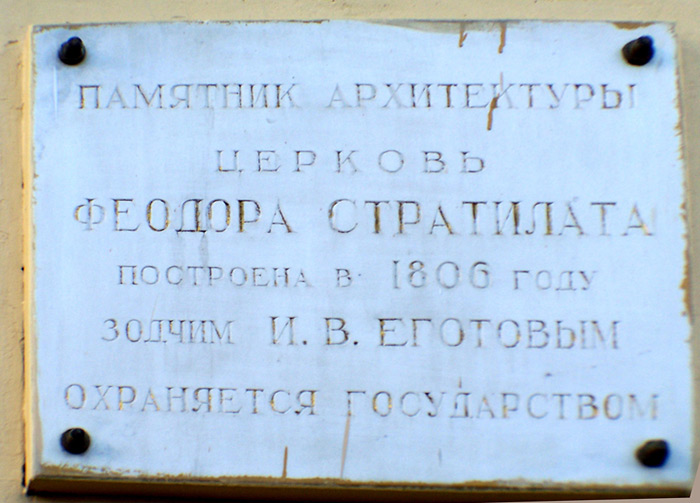 ПАМЯТНИК АРХИТЕКТУРЫ
ЦЕРКОВЬ
ФЕОДОРА СТРАТИЛАТА
ПОСТРОЕНА В 1806 ГОДУ
ЗОДЧИМ И. В. ЕГОТОВЫМ
ОХРАНЯЕТСЯ ГОСУДАРСТВОМ